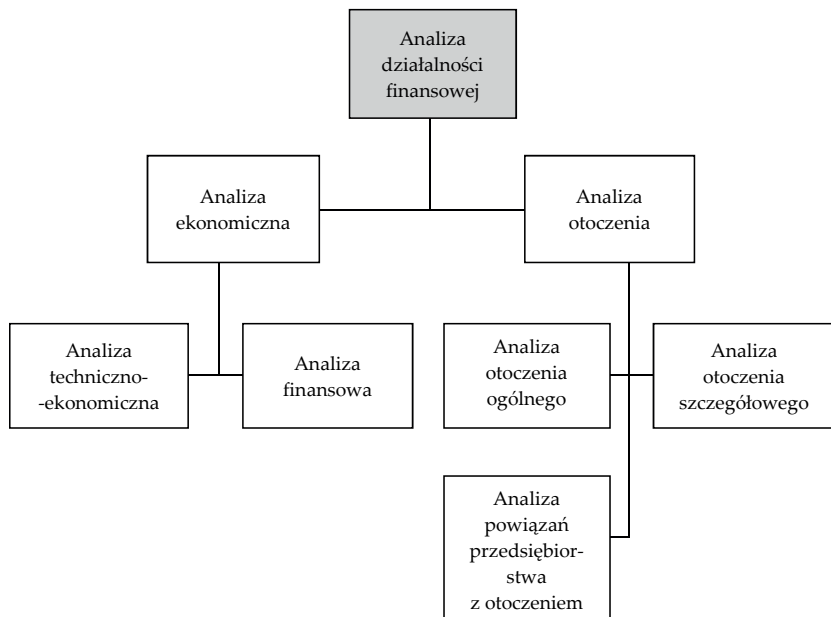 Analiza
działalności
finansowej
Analiza
ekonomiczna
Analiza
otoczenia
Analiza
techniczno-
-ekonomiczna
Analiza
finansowa
Analiza
otoczenia
ogólnego
Analiza
otoczenia
szczegółowego
Analiza
powiązań
przedsiębior-
stwa
z otoczeniem